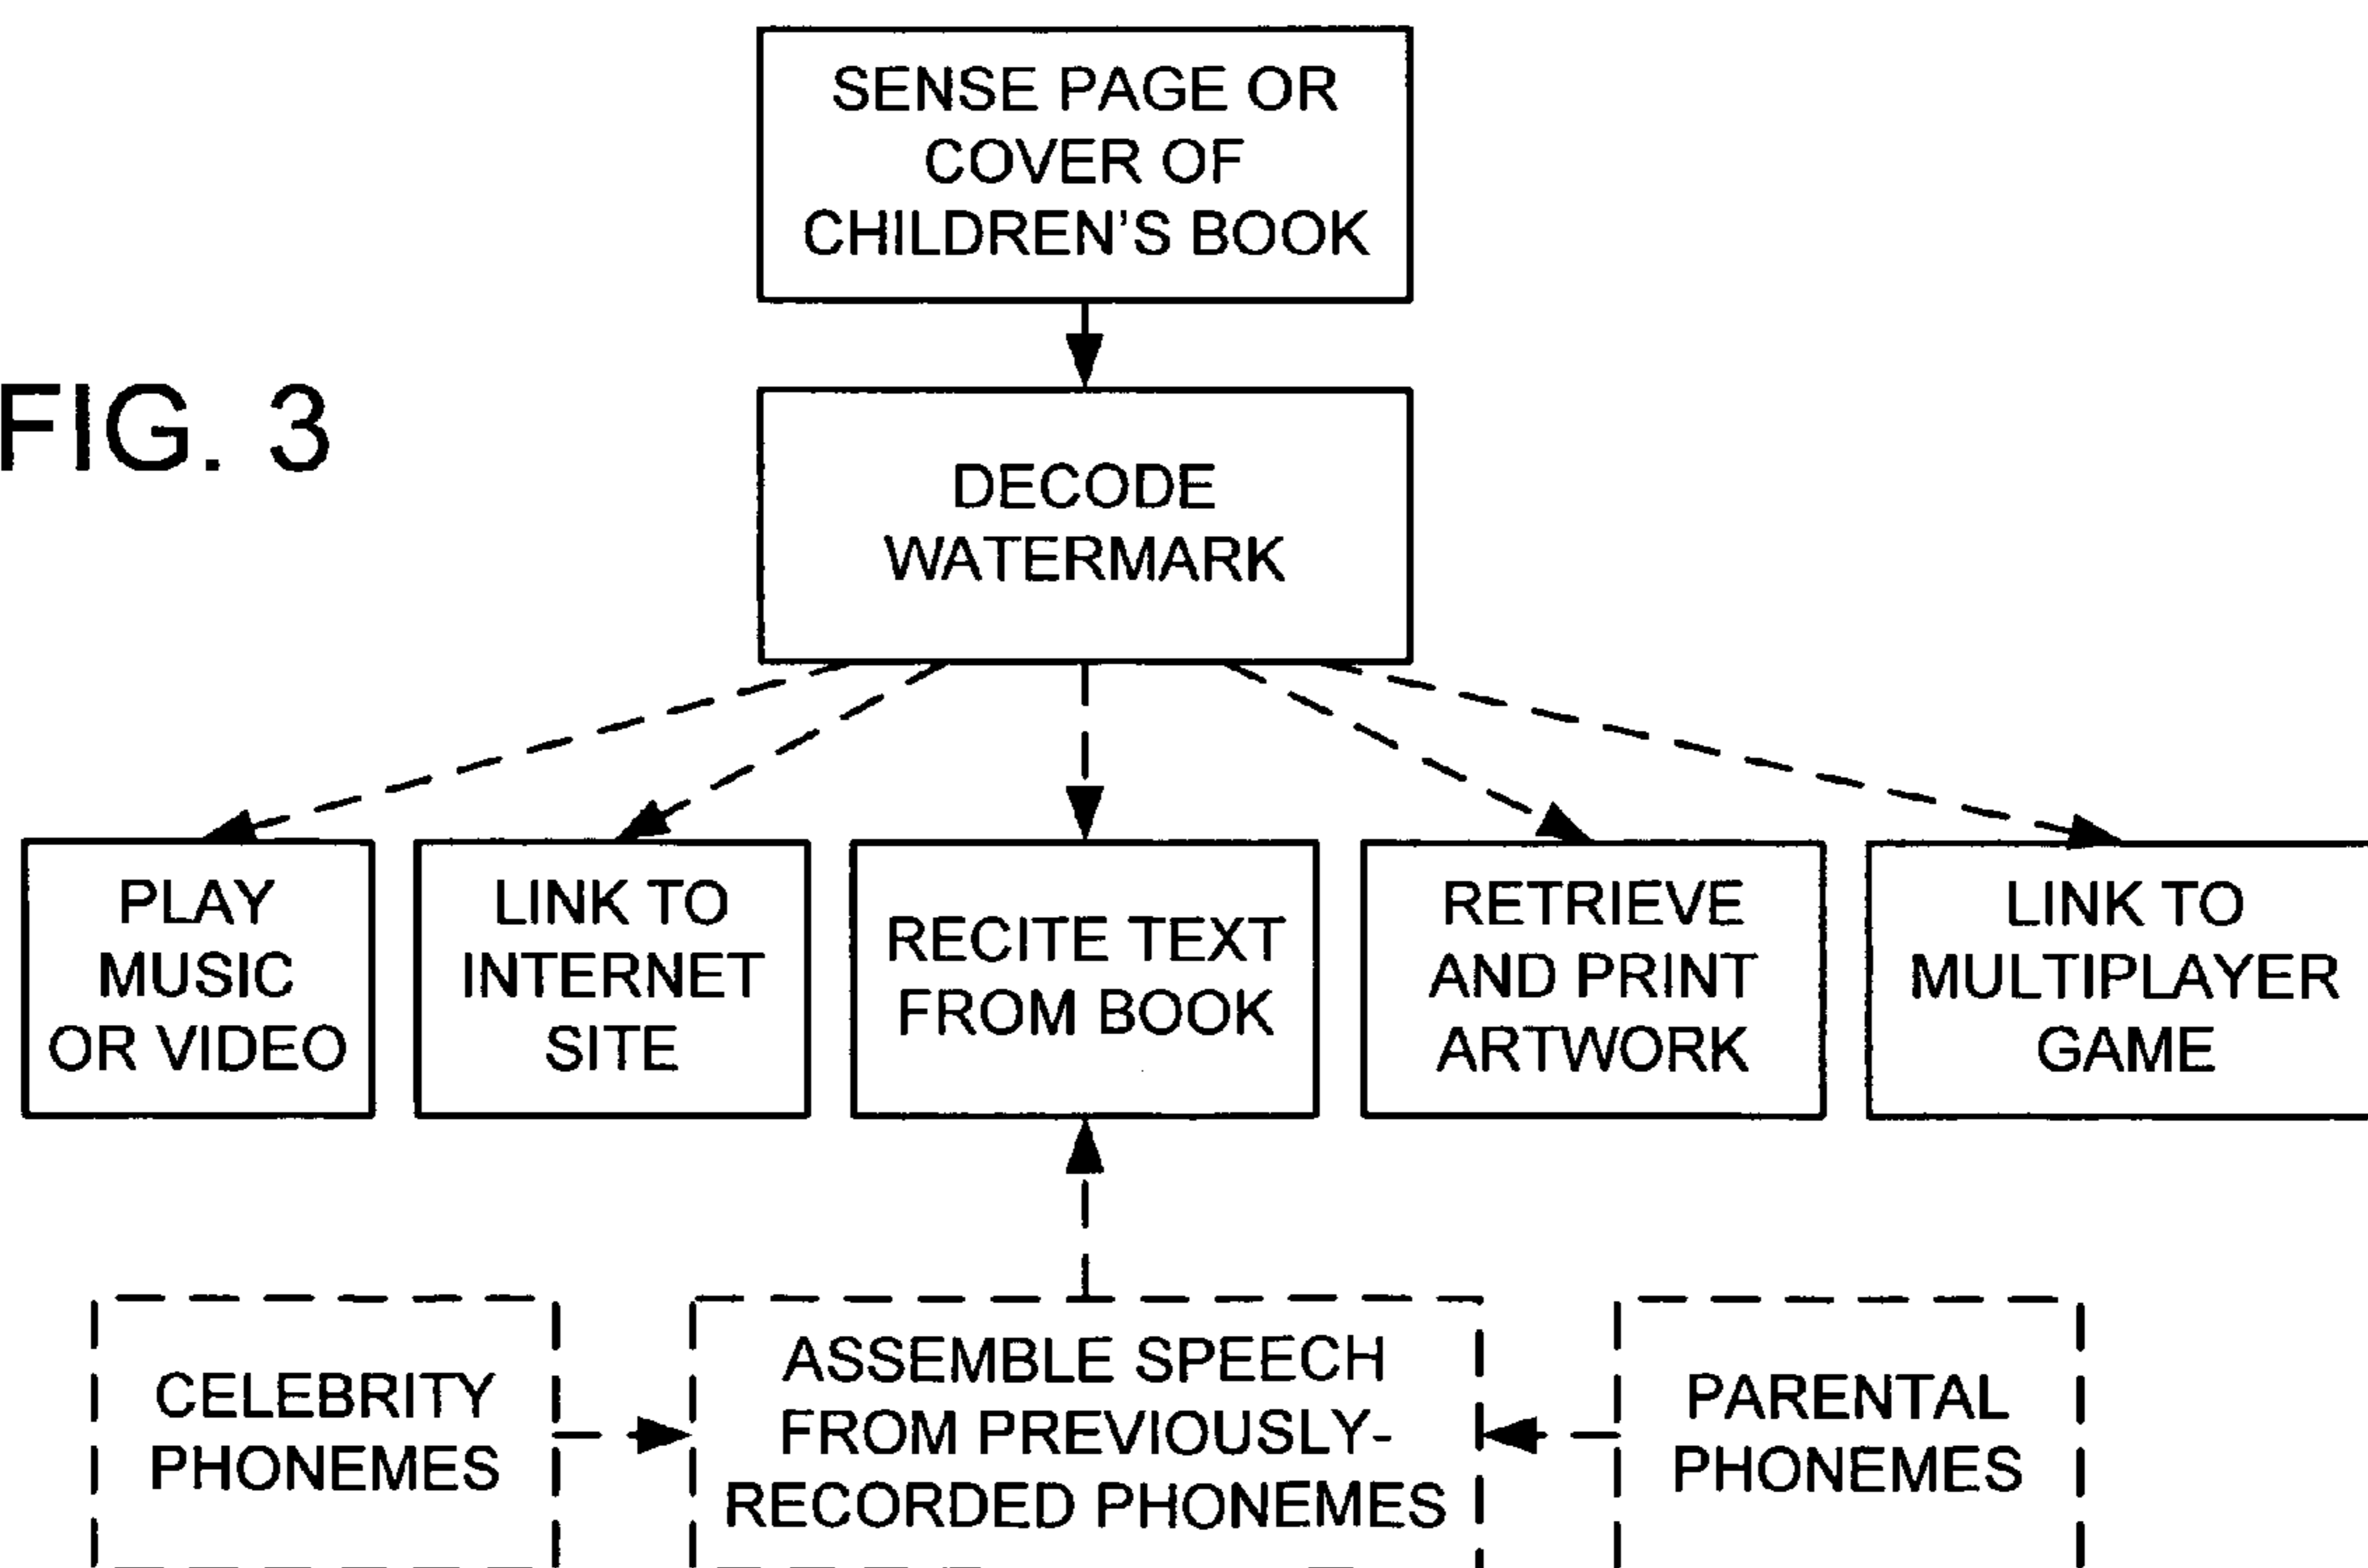 SENSE PAGE OR
COVER OF
CHILDREN'S BOOK
FIG. 3
DECODE
WATERMARK
PLAY
MUSIC
OR VIDEO
LINK TO
INTERNET
SITE
RECITE TEXT
FROM BOOK
RETRIEVE
AND PRINT
ARTWORK
LINK TO
MULTIPLAYER
GAME
CELEBRITY
PHONEMES
ASSEMBLE SPEECH
FROM PREVIOUSLY-
RECORDED PHONEMES
PARENTAL
PHONEMES